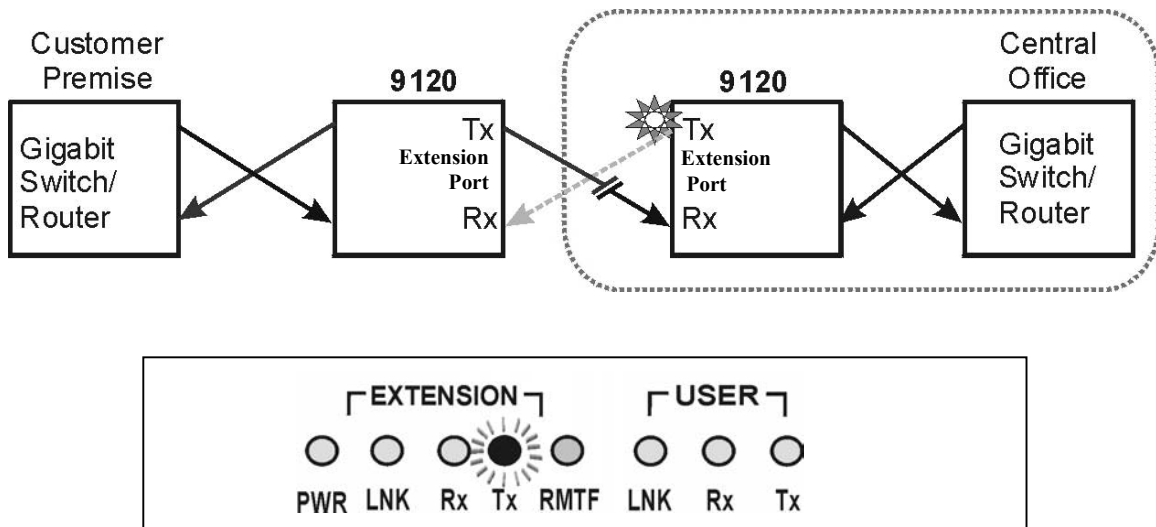 Customer
Premise
9120
9120
Central
Office
Gigabit
Switch/
Router
Tx
Extension
Port
Rx
Tx
Extension
Port
Rx
Gigabit
Switch/
Router
EXTENSION
USER
PWR LNK Rx Tx RMTF LNK Rx Tx